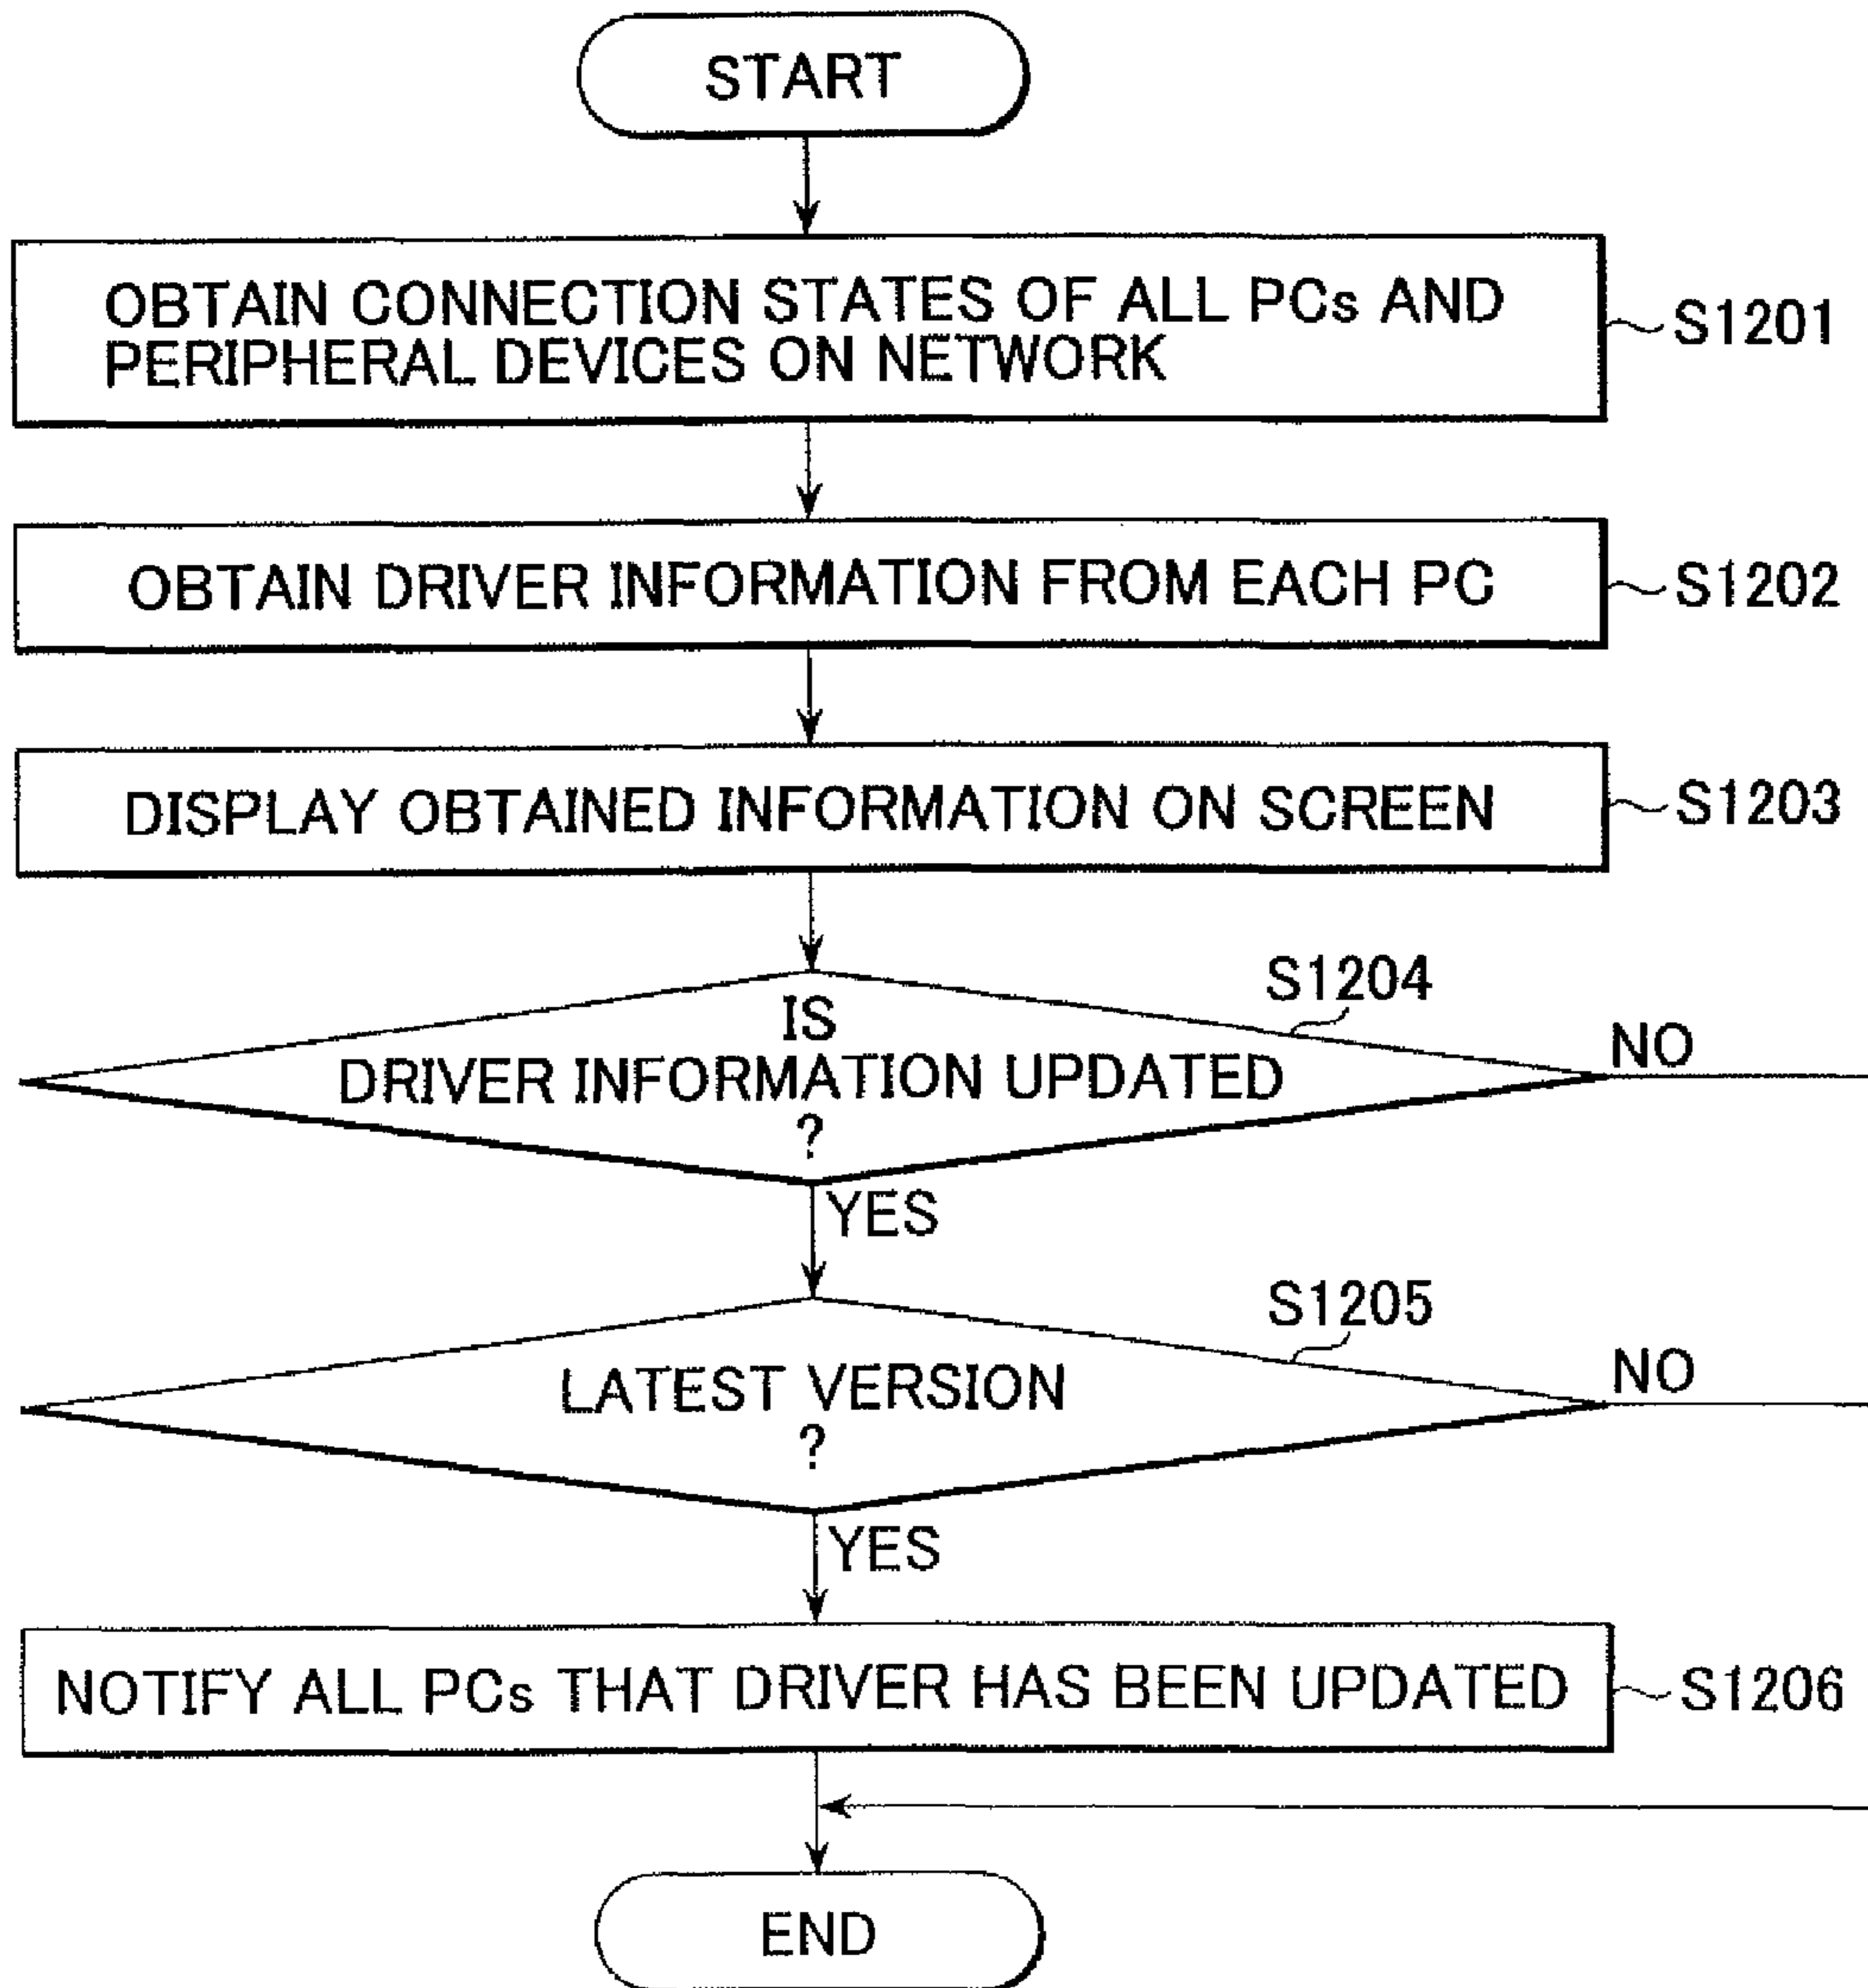 START
OBTAIN CONNECTION STATES OF ALL PCs AND
PERIPHERAL DEVICES ON NETWORK
S1201
OBTAIN DRIVER INFORMATION FROM EACH PC
S1202
DISPLAY OBTAINED INFORMATION ON SCREEN
S1203
S1204
IS
DRIVER INFORMATION UPDATED
?
NO
YES
S1205
LATEST VERSION
?
NO
YES
NOTIFY ALL PCs THAT DRIVER HAS BEEN UPDATED
S1206
END